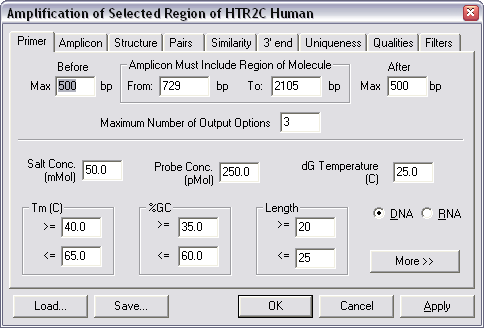 Amplification of Selected Region of HTR2C Human
Primer Amplicon Structure Pairs Similarity 3' end Uniqueness Qualities Filters
Before Amplicon Must Include Region of Molecule After
Max 500 bp From: 729 bp To: 2105 bp Max 500 bp
Maximum Number of Output Options 3
Salt Conc. (mMol) 50.0 Probe Conc. (pMol) 250.0 dG Temperature (C) 25.0
Tm (C) %GC Length
>= 40.0 >= 35.0 >= 20 DNA RNA
<= 65.0 <= 60.0 <= 25 More >>
Load... Save... OK Cancel Apply